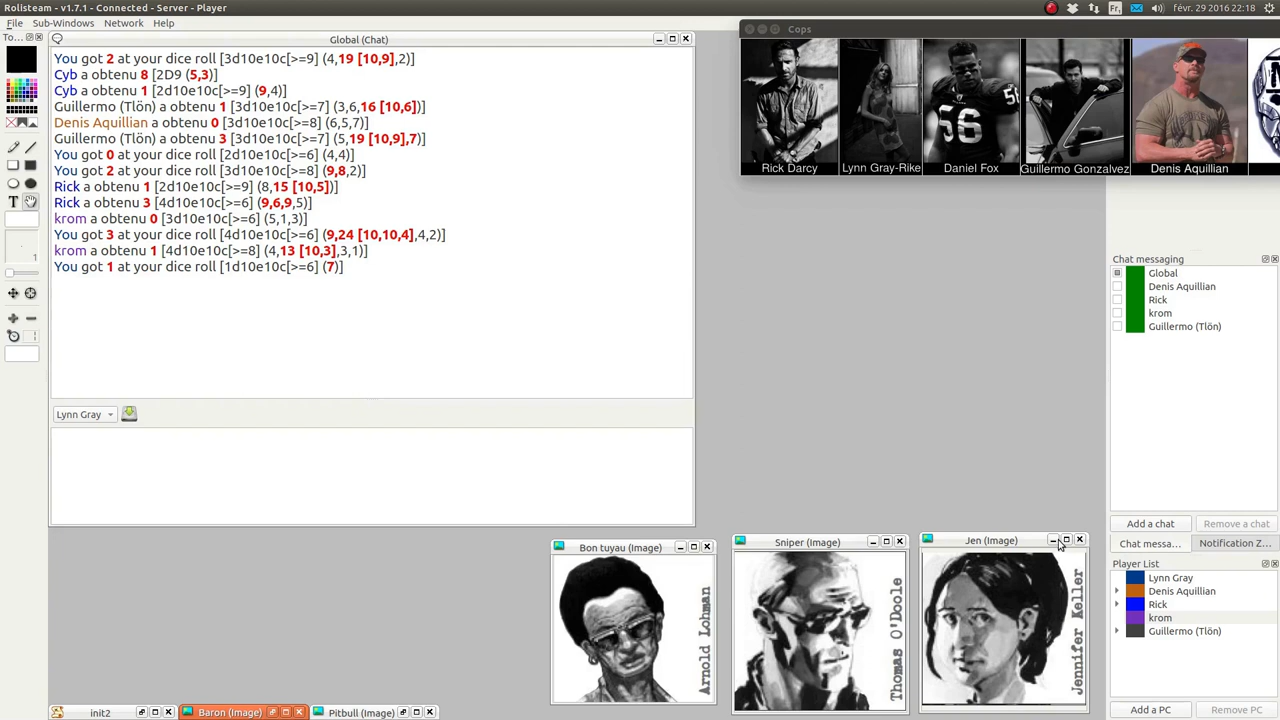 Rollsteam - v1.7.1 - Connected - Server - Player
Fr
févr. 29 2016 22:18
File Sub-Windows Network Help
To...
Global (Chat)
Cops
You got 2 at your dice roll [3d10e10c[>=9] (4,19 [10,9],2)]
Cyb a obtenu 8 [2D9 (5,3)]
Cyb a obtenu 1 [2d10e10c[>=9] (9,4)]
Guillermo (Tlön) a obtenu 1 [3d10e10c[>=7] (3,6,16 [10,6])]
Denis Aquillian a obtenu 0 [3d10e10c[>=8] (6,5,7)]
Guillermo (Tlön) a obtenu 3 [3d10e10c[>=7] (5,19 [10,9],7)]
You got 0 at your dice roll [2d10e10c[>=6] (4,4)]
You got 2 at your dice roll [3d10e10c[>=8] (9,8,2)]
Rick a obtenu 1 [2d10e10c[>=9] (8,15 [10,5])]
Rick a obtenu 3 [4d10e10c[>=6] (9,6,9,5)]
krom a obtenu 0 [3d10e10c[>=6] (5,1,3)]
You got 3 at your dice roll [4d10e10c[>=6] (9,24 [10,10,4],4,2)]
krom a obtenu 1 [4d10e10c[>=8] (4,13 [10,3],3,1)]
You got 1 at your dice roll [1d10e10c[>=6] (7)]
56
Rick Darcy
Lynn Gray-Rike
Daniel Fox
Guillermo Gonzalvez
Denis Aquillian
T
1
1
Lynn Gray
Chat messaging
Global
Denis Aquillian
Rick
krom
Guillermo (Tlön)
Add a chat
Remove a chat
Chat messa...
Notification Z...
Player List
Lynn Gray
Denis Aquillian
Rick
krom
Guillermo (Tlön)
Add a PC
Remove PC
Bon tuyau (Image)
Arnold Lohman
Sniper (Image)
Thomas O'Doole
Jen (Image)
Jennifer Keller
init2
Baron (Image)
Pitbull (Image)